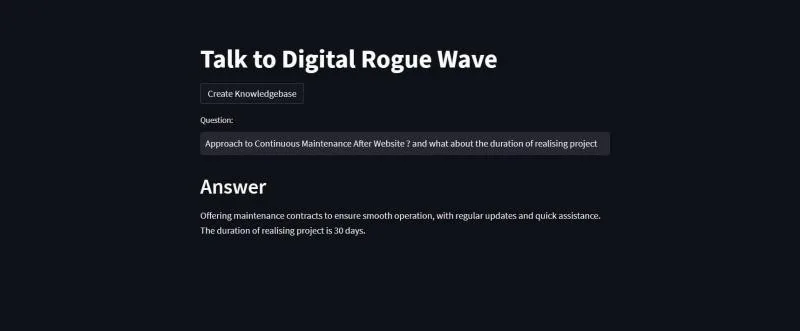 Talk to Digital Rogue Wave
Create Knowledgebase
Question:
Approach to Continuous Maintenance After Website ? and what about the duration of realising project
Answer
Offering maintenance contracts to ensure smooth operation, with regular updates and quick assistance.
The duration of realising project is 30 days.